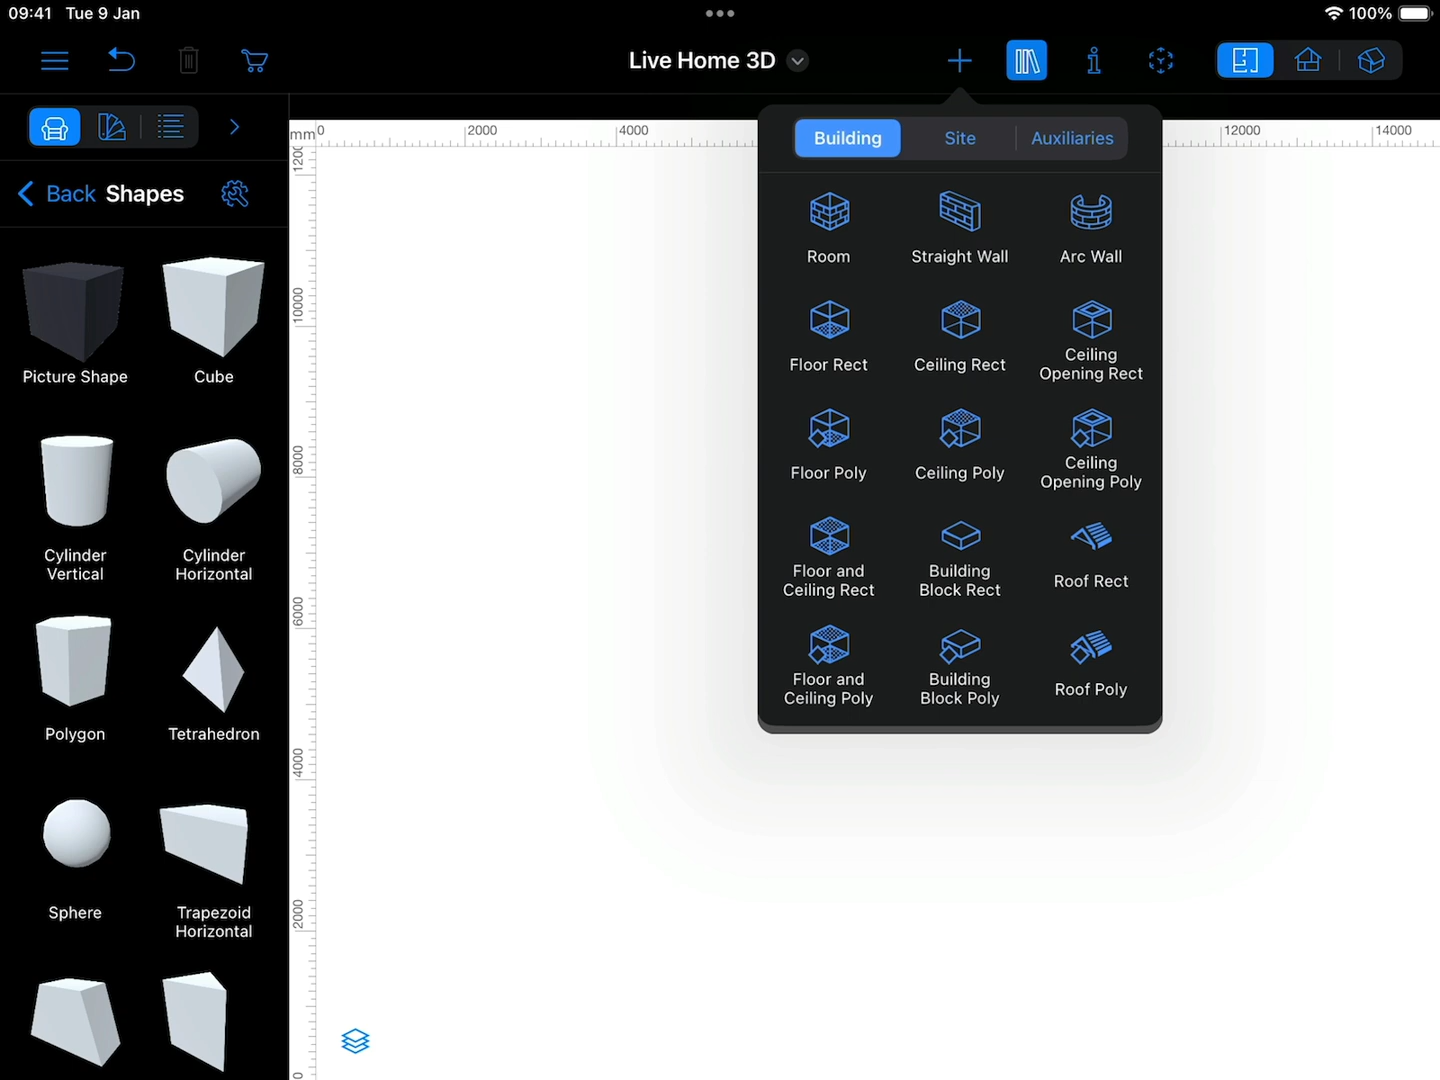 09:41 Tue 9 Jan
100%
Live Home 3D
Back Shapes
Picture Shape
Cube
Cylinder
Vertical
Cylinder
Horizontal
Polygon
Tetrahedron
Sphere
Trapezoid
Horizontal
mm
0
2000
4000
12000
14000
10000
8000
6000
4000
2000
0
Building
Site
Auxiliaries
Room
Straight Wall
Arc Wall
Floor Rect
Ceiling Rect
Ceiling
Opening Rect
Floor Poly
Ceiling Poly
Ceiling
Opening Poly
Floor and
Ceiling Rect
Building
Block Rect
Roof Rect
Floor and
Ceiling Poly
Building
Block Poly
Roof Poly